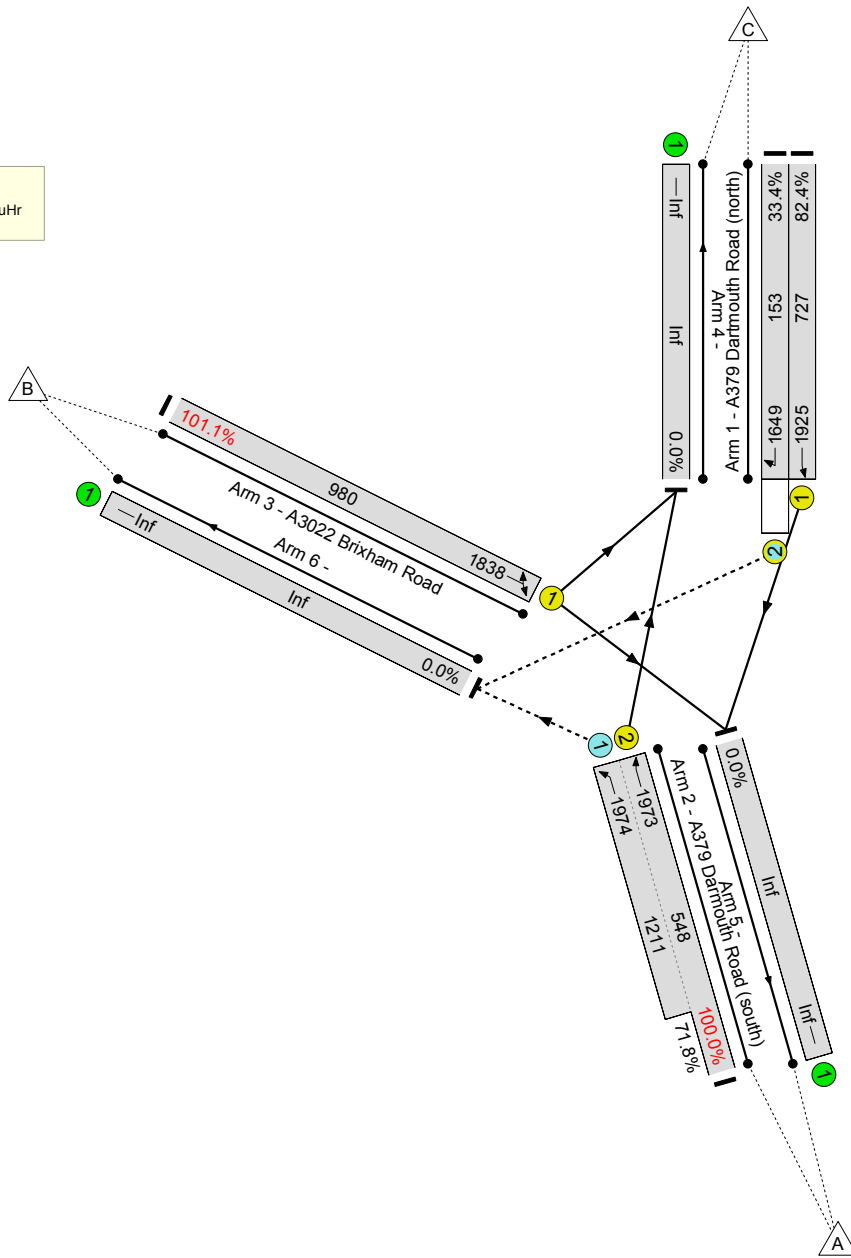 C
uHr
1
Inf
Inf
0.0%
Arm 4 -
Arm 1 - A379 Dartmouth Road (north)
33.4%
153
1649
82.4%
727
1925
1
2
B
101.1%
980
1838
Arm 3 - A3022 Brixham Road
Arm 6 -
1
Inf
Inf
0.0%
1
1
2
1974
1211
71.8%
1973
548
100.0%
Arm 2 - A379 Darmouth Road (south)
Arm 5 -
0.0%
Inf
Inf
1
A